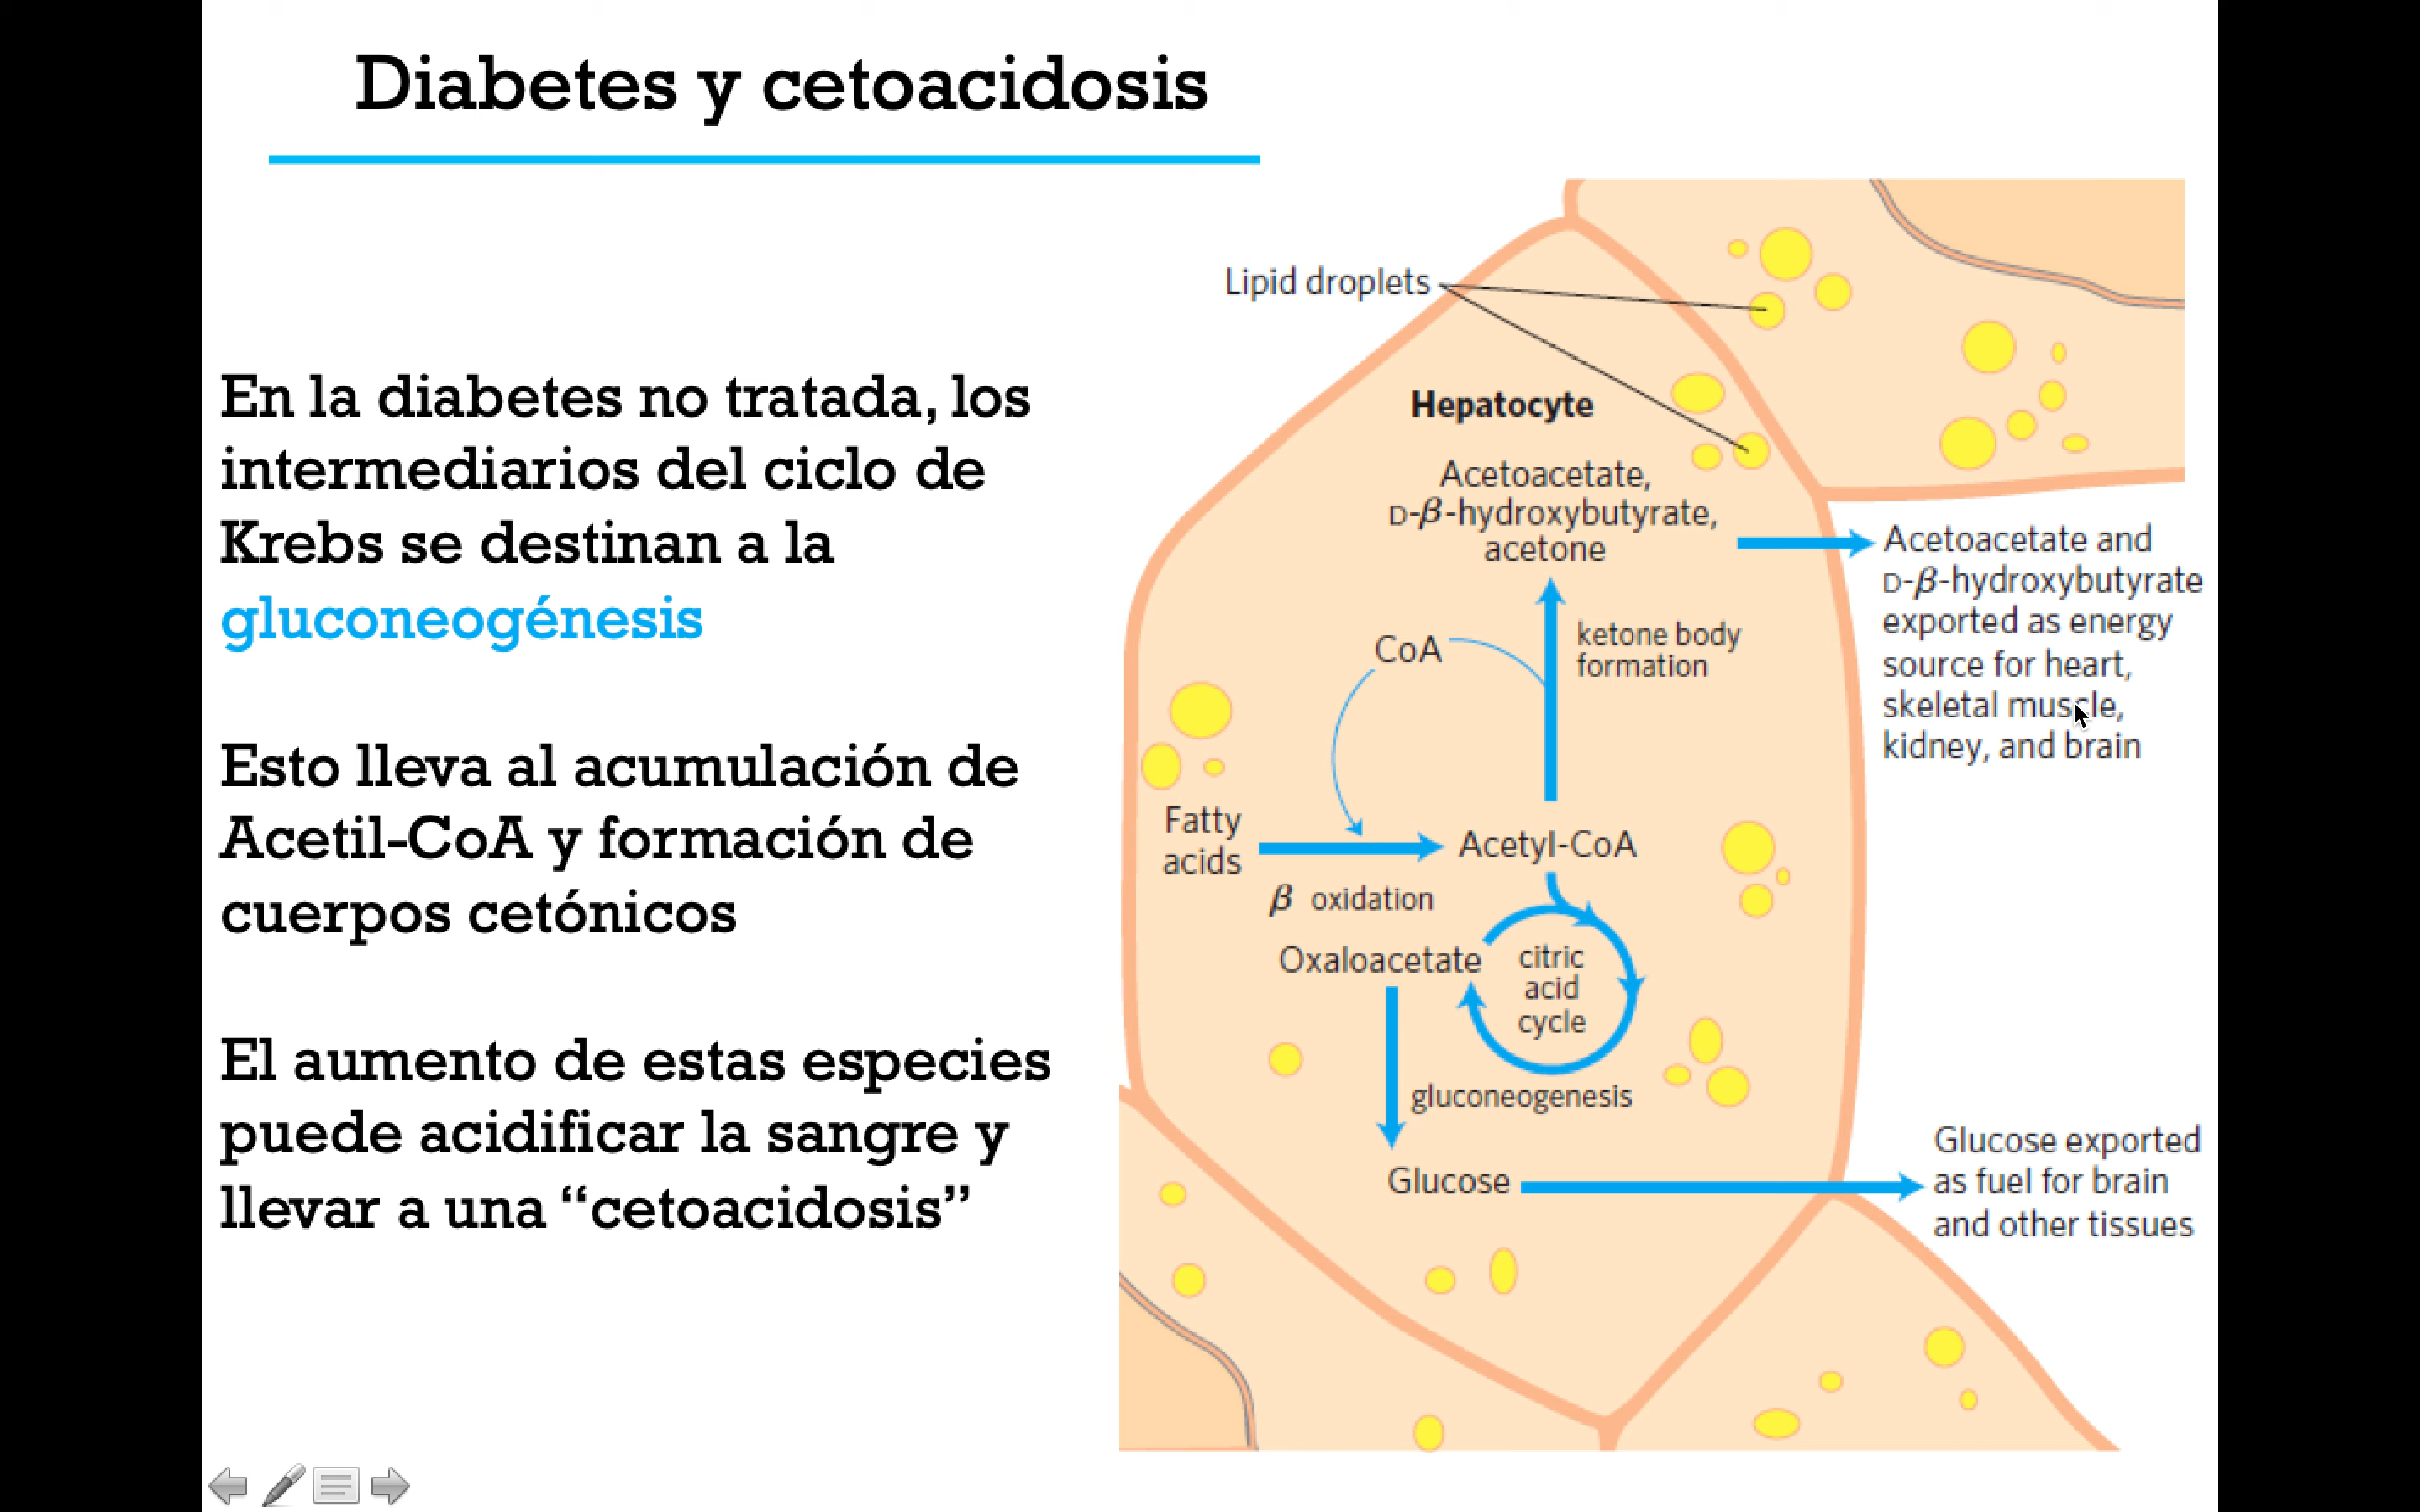 Diabetes y cetoacidosis
En la diabetes no tratada, los
intermediarios del ciclo de
Krebs se destinan a la
gluconeogénesis
Esto lleva al acumulación de
Acetil-CoA y formación de
cuerpos cetónicos
El aumento de estas especies
puede acidificar la sangre y
llevar a una “cetoacidosis”
Lipid droplets
Hepatocyte
Acetoacetate,
D-β-hydroxybutyrate,
acetone
Acetoacetate and
D-β-hydroxybutyrate
exported as energy
source for heart,
skeletal muscle,
kidney, and brain
CoA
ketone body
formation
Fatty
acids
Acetyl-CoA
β oxidation
Oxaloacetate
citric
acid
cycle
gluconeogenesis
Glucose
Glucose exported
as fuel for brain
and other tissues